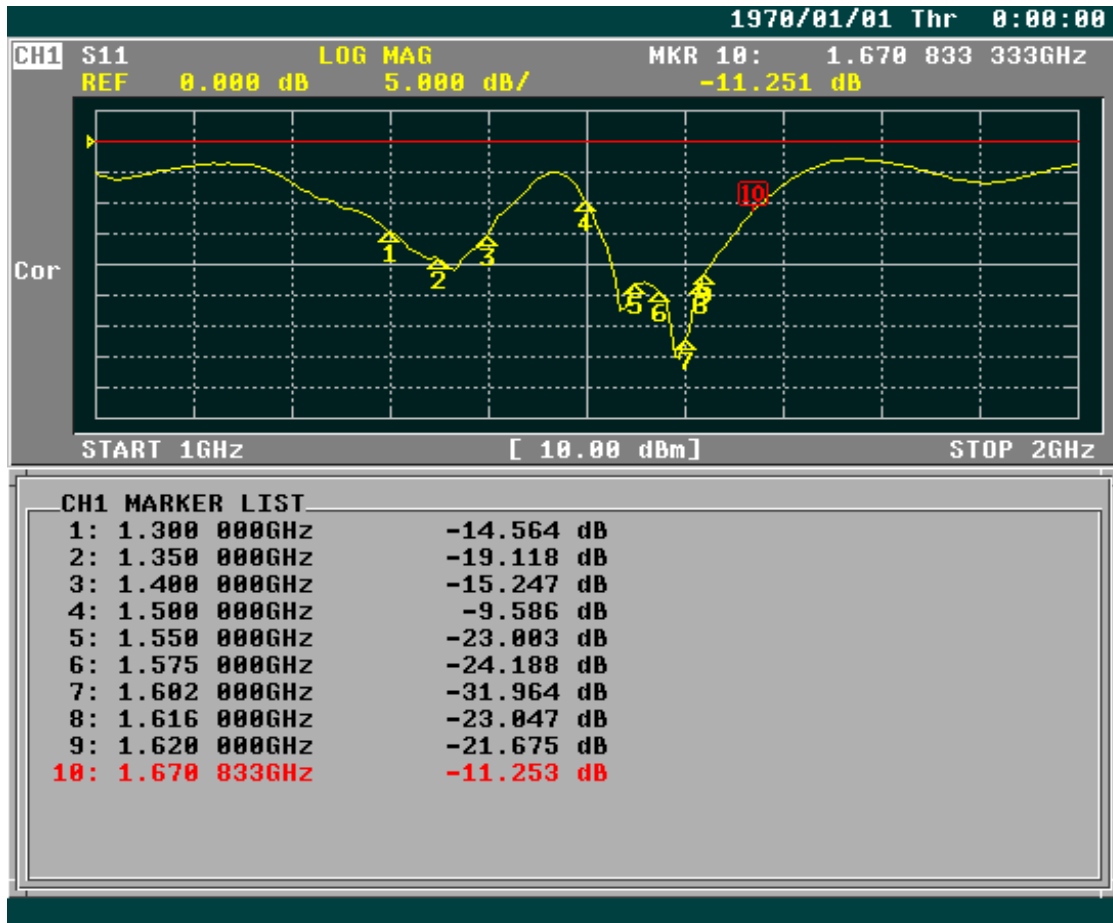 1970/01/01 Thr 0:00:00
CH1 S11 LOG MAG MKR 10: 1.670 833 333GHz
REF 0.000 dB 5.000 dB/ -11.251 dB
10
4
1 3
2
5 6 8 9
7
Cor
START 1GHz [ 10.00 dBm] STOP 2GHz
CH1 MARKER LIST
1: 1.300 000GHz -14.564 dB
2: 1.350 000GHz -19.118 dB
3: 1.400 000GHz -15.247 dB
4: 1.500 000GHz -9.586 dB
5: 1.550 000GHz -23.003 dB
6: 1.575 000GHz -24.188 dB
7: 1.602 000GHz -31.964 dB
8: 1.616 000GHz -23.047 dB
9: 1.620 000GHz -21.675 dB
10: 1.670 833GHz -11.253 dB